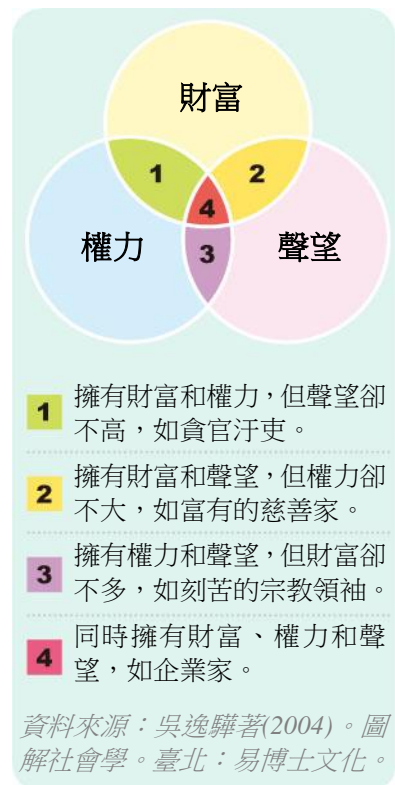 財富
1
2
4
權力
3
聲望
1 擁有財富和權力,但聲望卻
不高,如貪官汙吏。
2 擁有財富和聲望,但權力卻
不大,如富有的慈善家。
3 擁有權力和聲望,但財富卻
不多,如刻苦的宗教領袖。
4 同時擁有財富、權力和聲
望,如企業家。
資料來源:吳逸驊著(2004)。圖
解社會學。臺北:易博士文化。